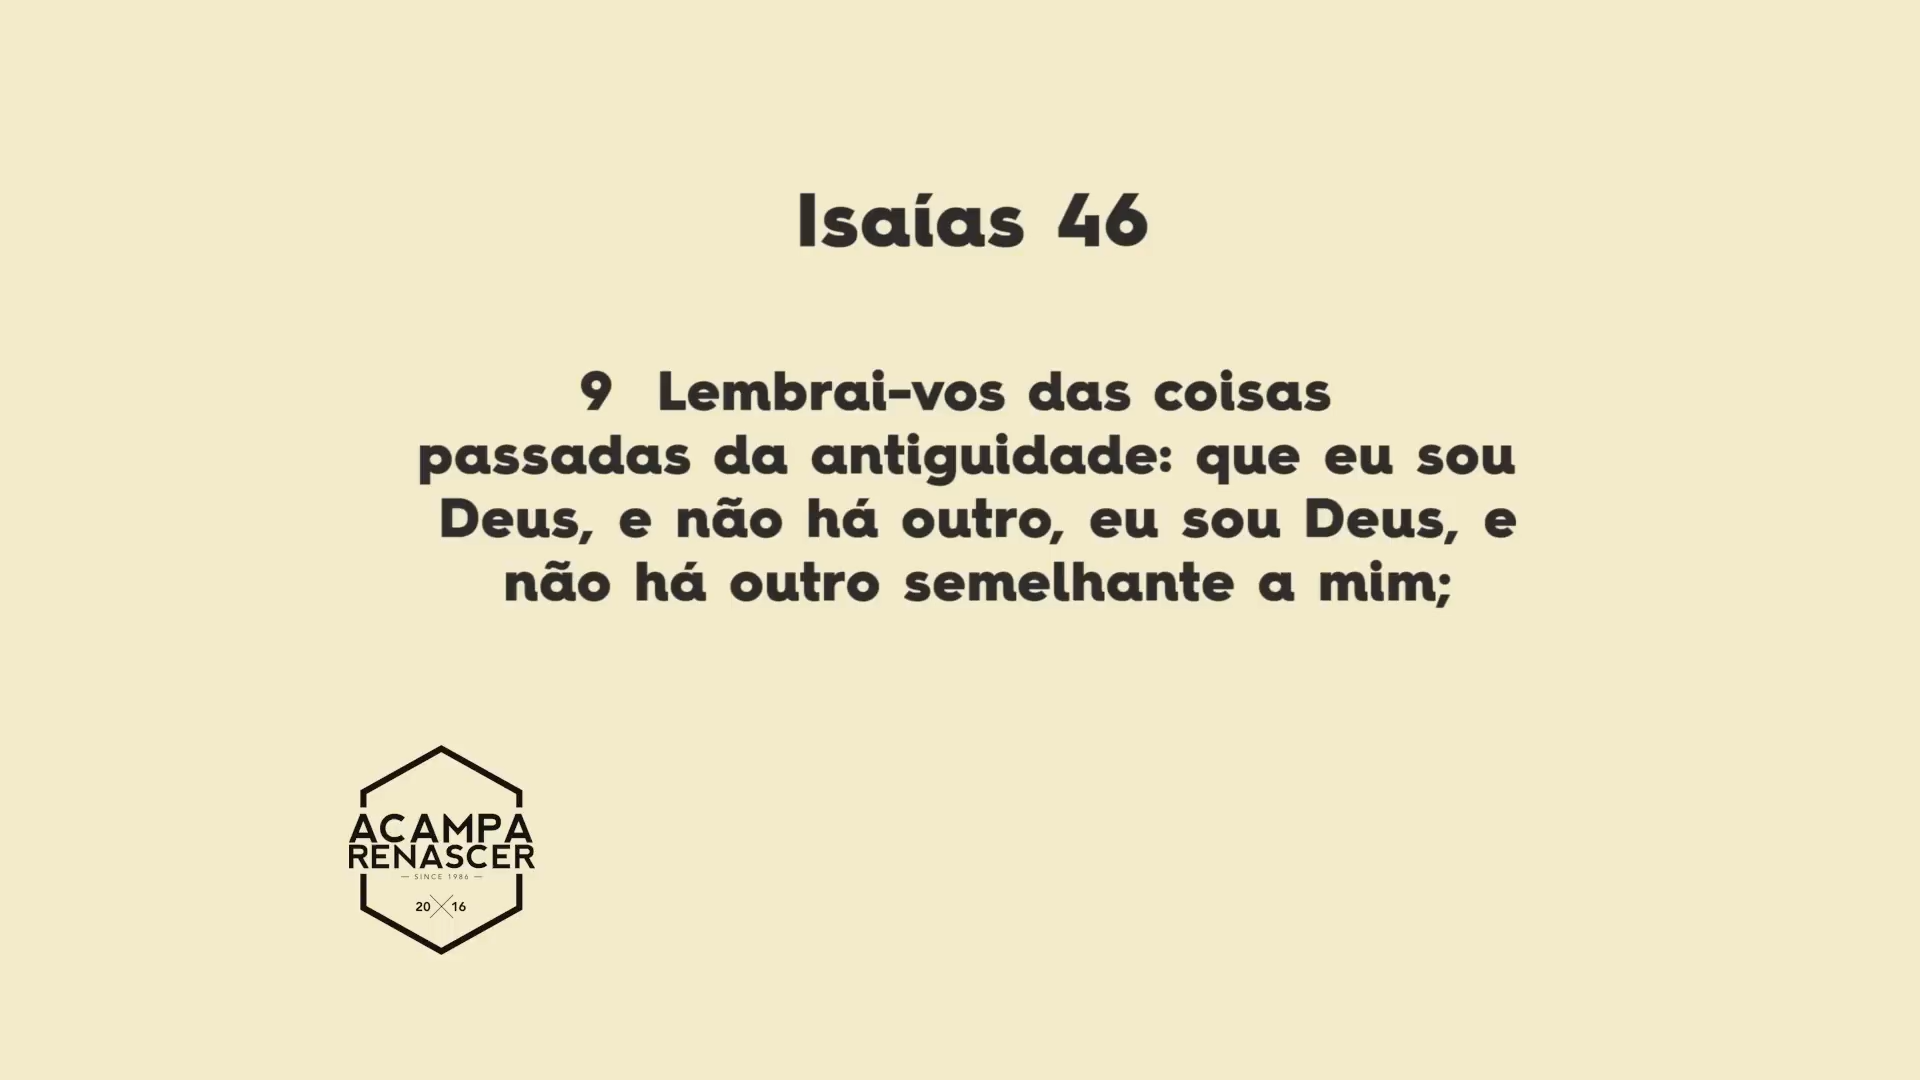 Isaías 46
9 Lembrai-vos das coisas
passadas da antiguidade: que eu sou
Deus, e não há outro, eu sou Deus, e
não há outro semelhante a mim;
ACAMPA
RENASCER
— SINCE 1986 —
20 16